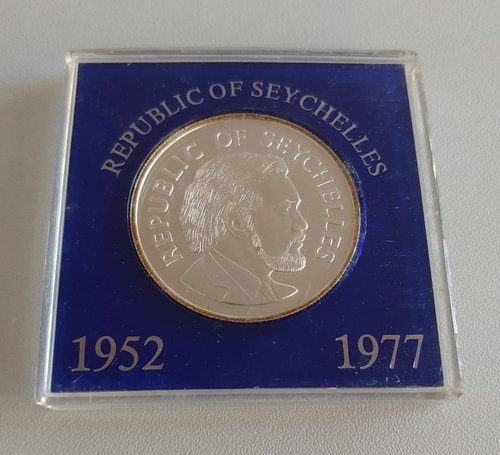 REPUBLIC OF SEYCHELLES
REPUBLIC OF SEYCHELLES
1952 1977